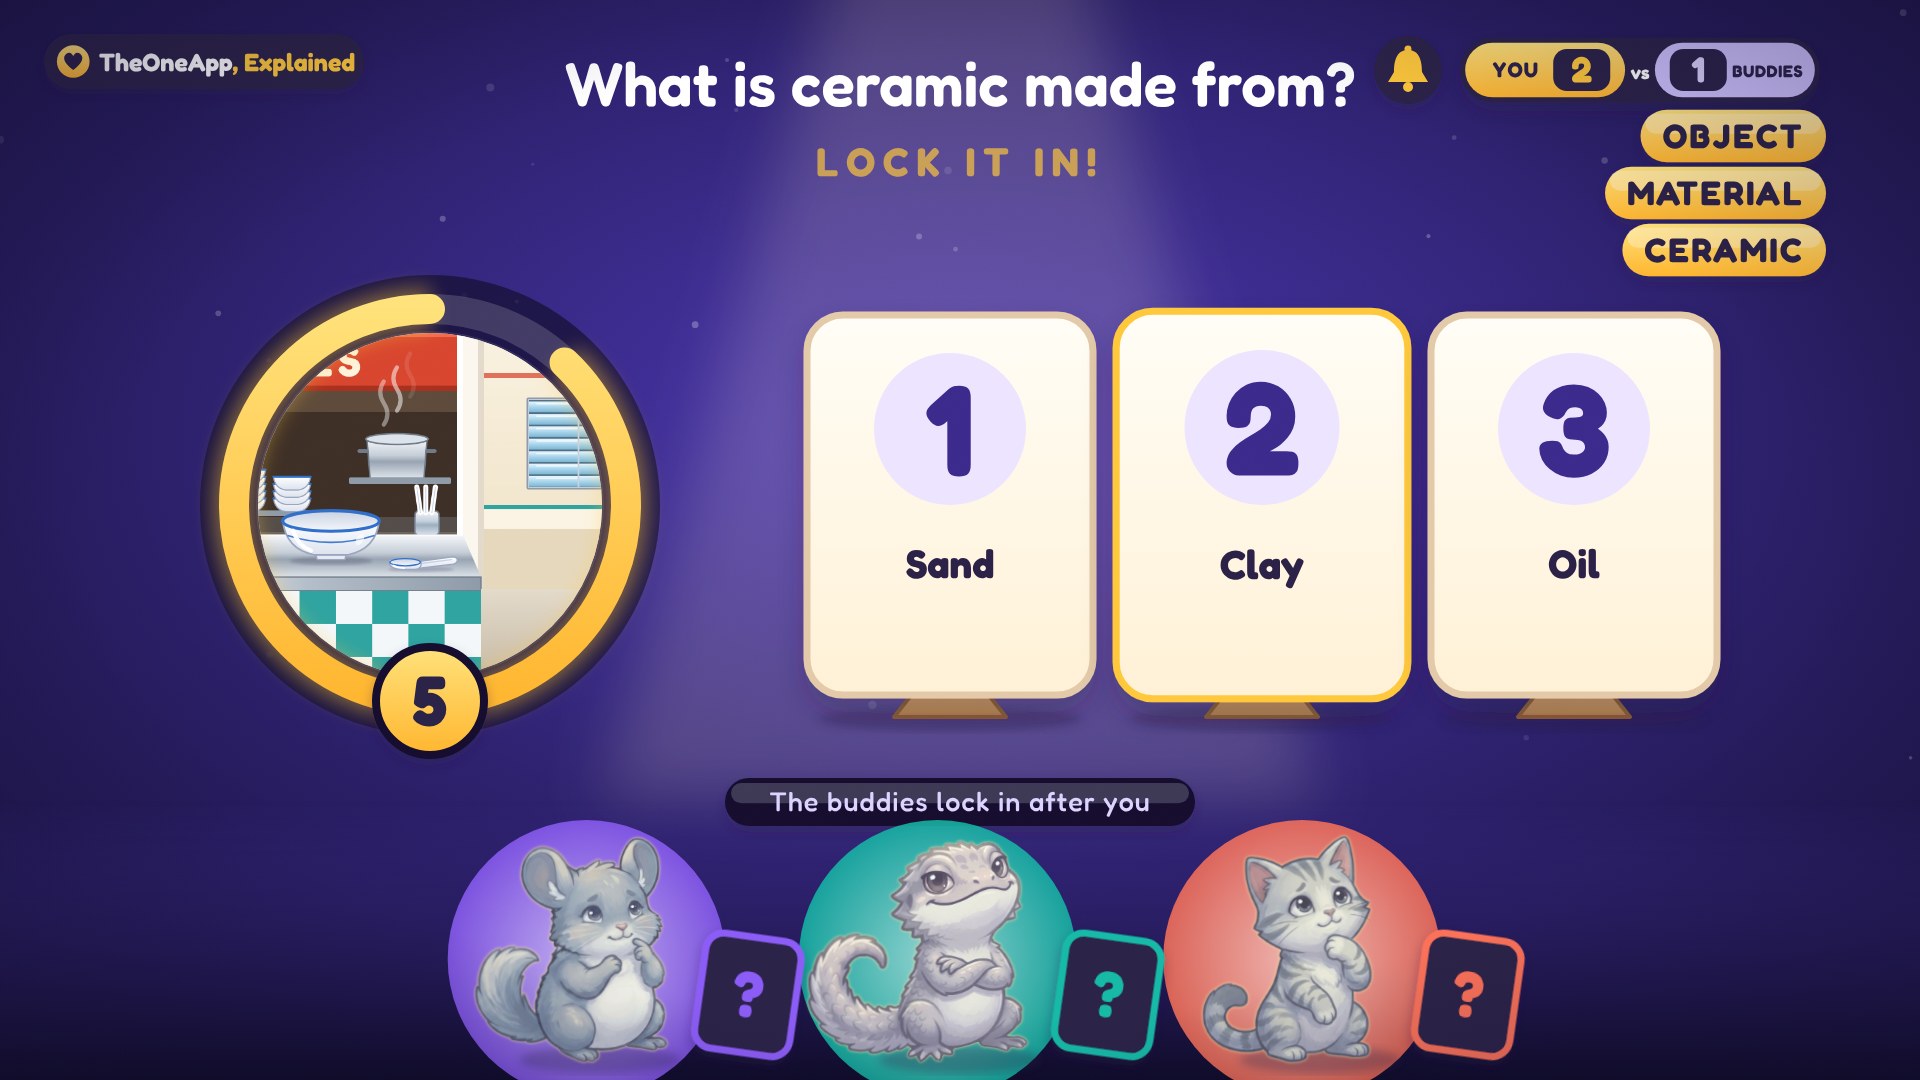 TheOneApp, Explained
What is ceramic made from?
LOCK IT IN!
YOU 2 vs 1 BUDDIES
OBJECT
MATERIAL
CERAMIC
S
5
1
Sand
2
Clay
3
Oil
The buddies lock in after you
?
?
?